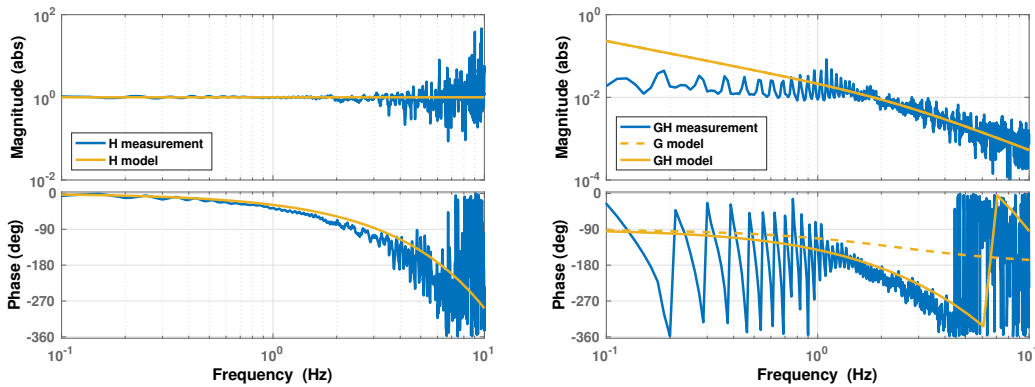 10^2
10^0
10^-2
Magnitude (abs)
H measurement
H model
0
-90
-180
-270
-360
Phase (deg)
10^-1
10^0
10^1
Frequency (Hz)
10^0
10^-2
10^-4
Magnitude (abs)
GH measurement
G model
GH model
0
-90
-180
-270
-360
Phase (deg)
10^-1
10^0
10^1
Frequency (Hz)